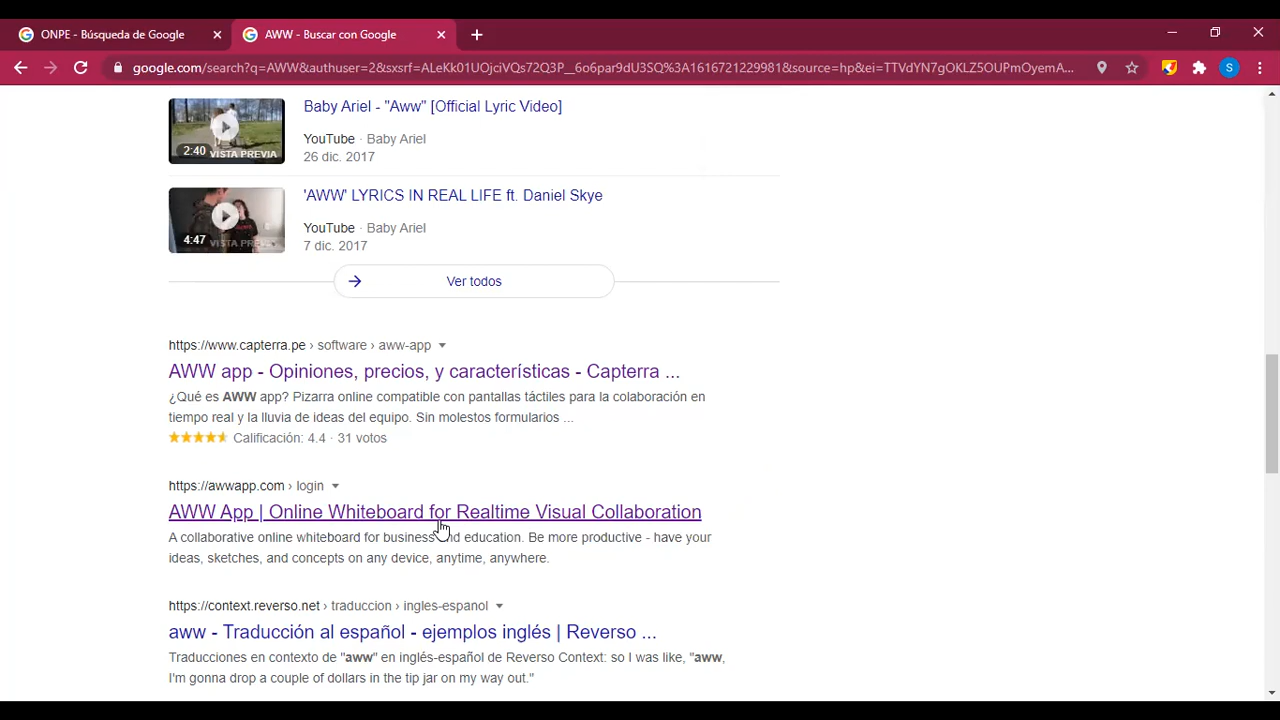 ONPE - Búsqueda de Google
AWW - Buscar con Google
google.com/search?q=AWW&authuser=2&sxsrf=ALeKk01UOjciVQs72Q3P__6o6par9dU3SQ%3A1616721229981&source=hp&ei=TTVdYN7gOKLZ5OUPmOyemA...
S
Baby Ariel - "Aww" [Official Lyric Video]
YouTube · Baby Ariel
26 dic. 2017
2:40 VISTA PREVIA
'AWW' LYRICS IN REAL LIFE ft. Daniel Skye
YouTube · Baby Ariel
7 dic. 2017
4:47 VISTA PREVIA
Ver todos
https://www.capterra.pe › software › aww-app
AWW app - Opiniones, precios, y características - Capterra ...
¿Qué es AWW app? Pizarra online compatible con pantallas táctiles para la colaboración en
tiempo real y la lluvia de ideas del equipo. Sin molestos formularios ...
Calificación: 4.4 · 31 votos
https://awwapp.com › login
AWW App | Online Whiteboard for Realtime Visual Collaboration
A collaborative online whiteboard for business and education. Be more productive - have your
ideas, sketches, and concepts on any device, anytime, anywhere.
https://context.reverso.net › traduccion › ingles-espanol
aww - Traducción al español - ejemplos inglés | Reverso ...
Traducciones en contexto de "aww" en inglés-español de Reverso Context: so I was like, "aww,
I'm gonna drop a couple of dollars in the tip jar on my way out."